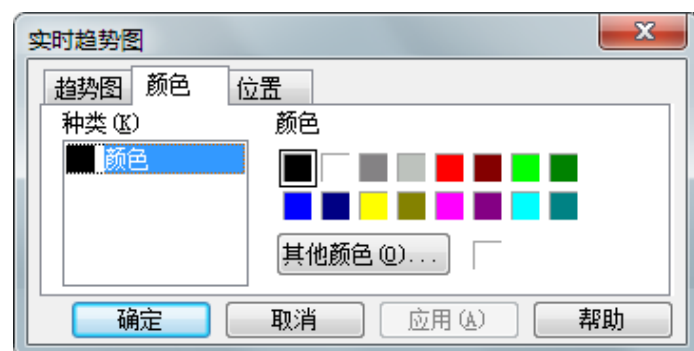 实时趋势图
趋势图 颜色 位置
种类(K) 颜色
颜色
其他颜色(O)...
确定 取消 应用(A) 帮助